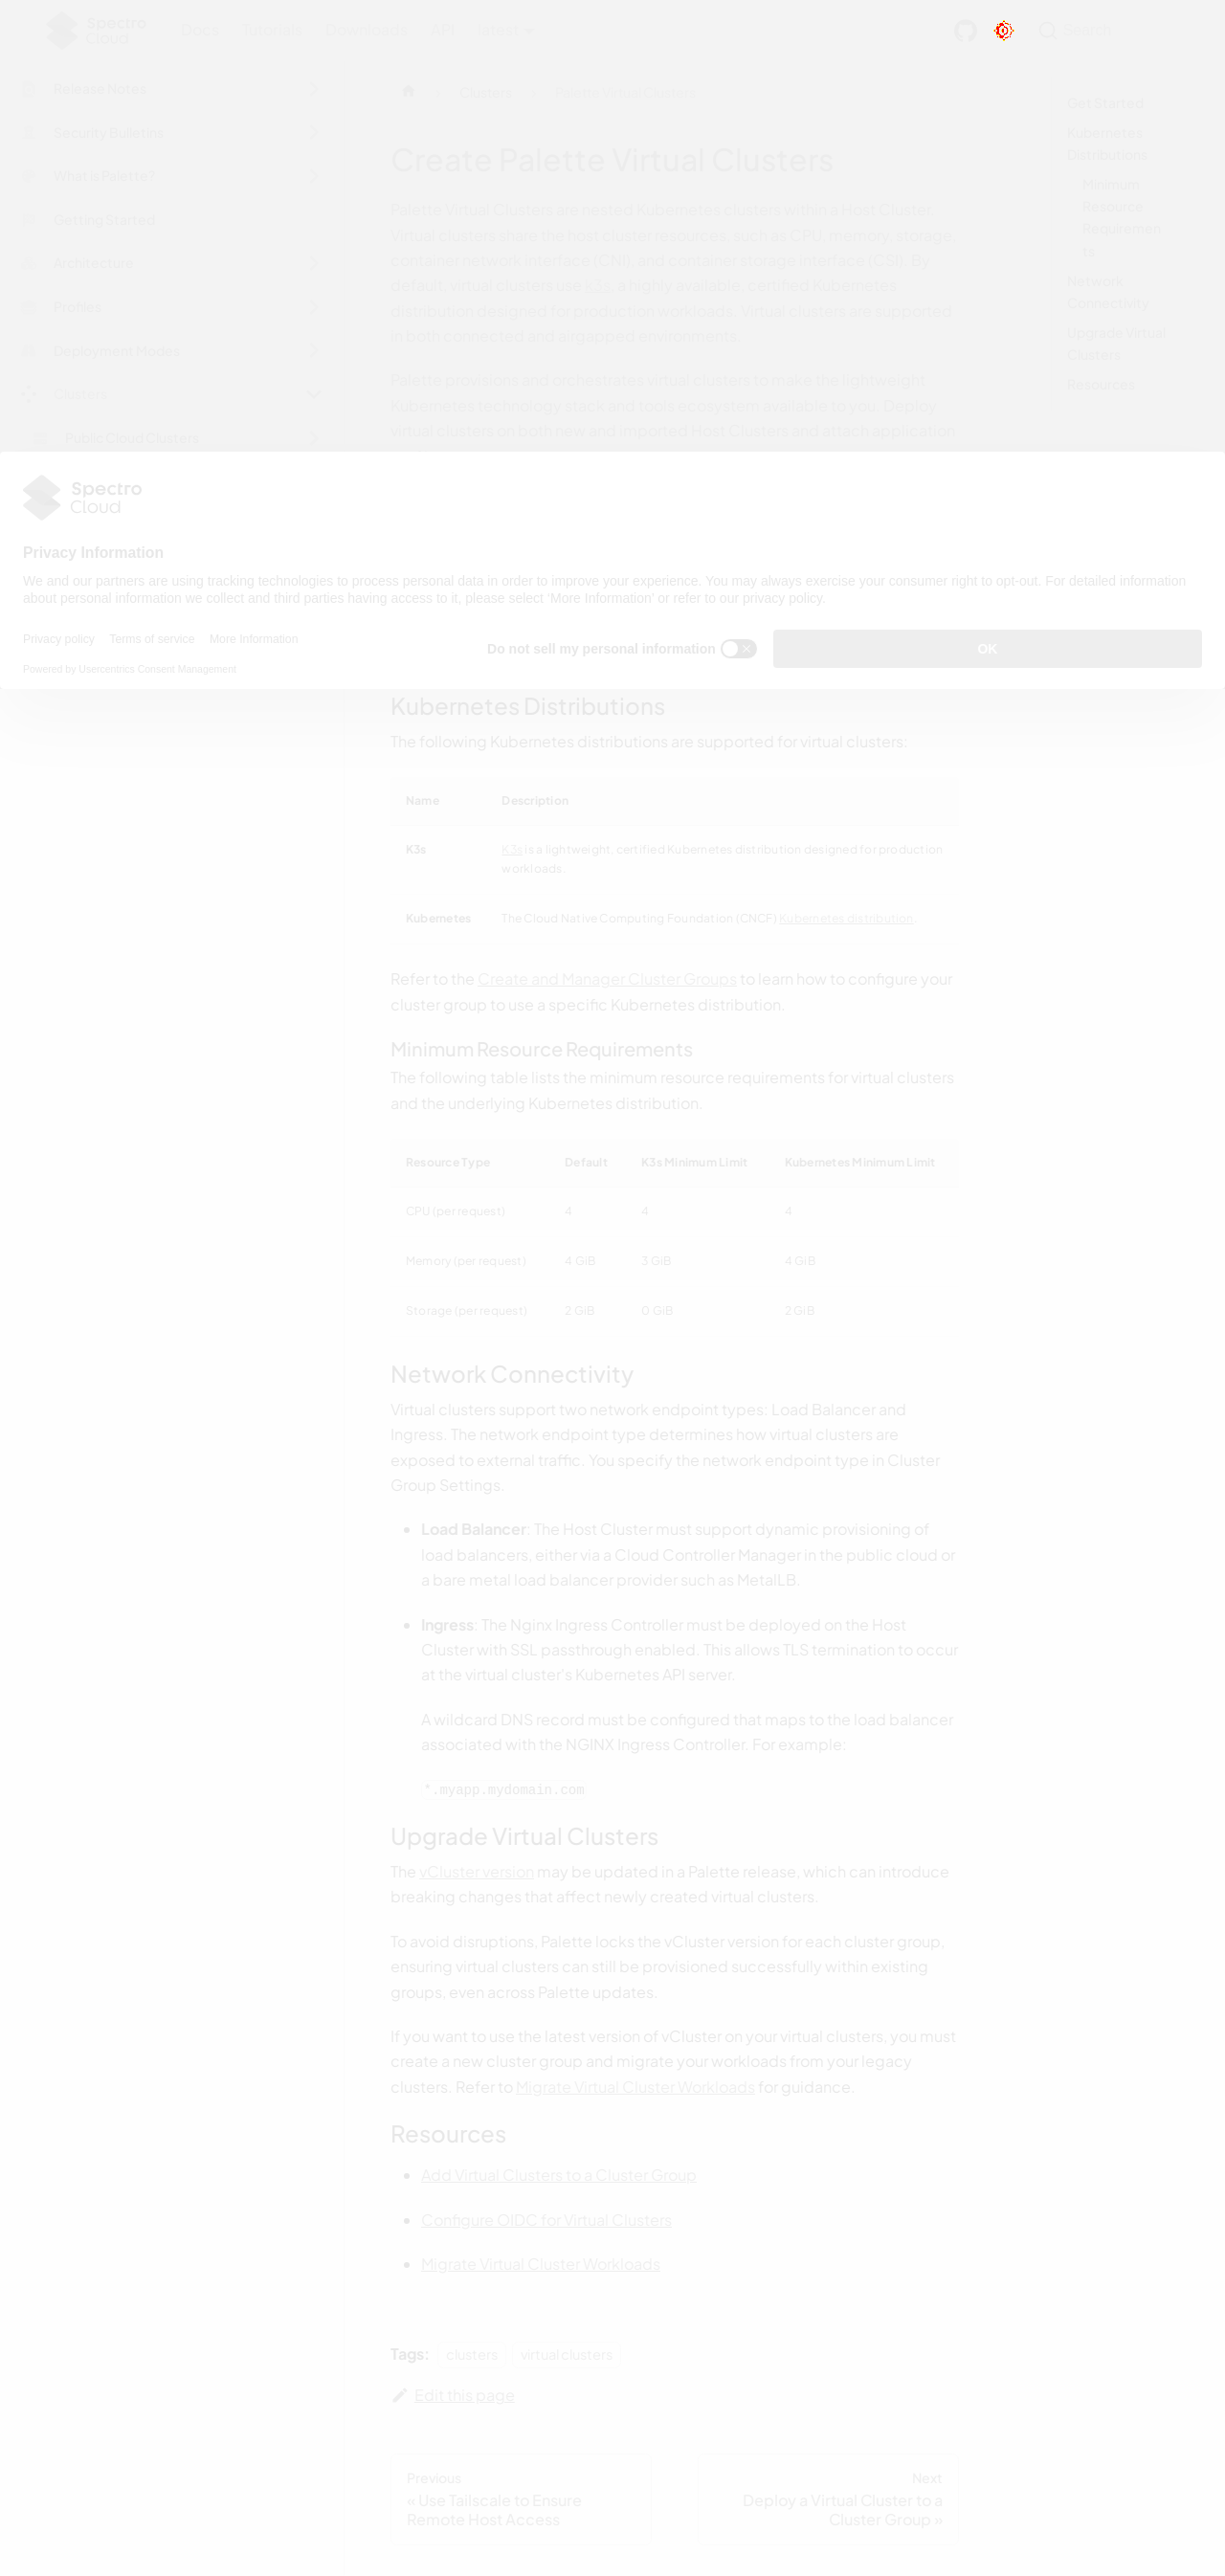 Spectro
Cloud
Docs
Tutorials
Downloads
API
latest
Search
Release Notes
Security Bulletins
What is Palette?
Getting Started
Architecture
Profiles
Deployment Modes
Clusters
Public Cloud Clusters
Clusters
Palette Virtual Clusters
Create Palette Virtual Clusters
Palette Virtual Clusters are nested Kubernetes clusters within a Host Cluster.
Virtual clusters share the host cluster resources, such as CPU, memory, storage
container network interface (CNI), and container storage interface (CSI). By
default, virtual clusters use k3s, a highly available, certified Kubernetes
distribution designed for production workloads. Virtual clusters are supported
in both connected and airgapped environments.
Palette provisions and orchestrates virtual clusters to make the lightweight
Kubernetes technology stack and tools ecosystem available to you. Deploy
virtual clusters on both new and imported Host Clusters and attach application
Get Started
Kubernetes
Distributions
Minimum
Resource
Requiremen
ts
Network
Connectivity
Upgrade Virtual
Clusters
Resources
Spectro
Cloud
Privacy Information
We and our partners are using tracking technologies to process personal data in order to improve your experience. You may always exercise your consumer right to opt-out. For detailed information
about personal information we collect and third parties having access to it, please select 'More Information' or refer to our privacy policy.
Privacy policy
Terms of service
More Information
Do not sell my personal information
OK
Powered by Usercentrics Consent Management
Kubernetes Distributions
The following Kubernetes distributions are supported for virtual clusters:
Name Description
K3s K3s is a lightweight, certified Kubernetes distribution designed for production
workloads..
Kubernetes The Cloud Native Computing Foundation (CNCF) Kubernetes distribution.
Refer to the Create and Manager Cluster Groups to learn how to configure your
cluster group to use a specific Kubernetes distribution.
Minimum Resource Requirements
The following table lists the minimum resource requirements for virtual clusters
and the underlying Kubernetes distribution.
Resource Type Default K3s Minimum Limit Kubernetes Minimum Limit
CPU (per request) 4 4 4
Memory (per request) 4 GiB 3 GiB 4 GiB
Storage (per request) 2 GiB 0 GiB 2 GiB
Network Connectivity
Virtual clusters support two network endpoint types: Load Balancer and
Ingress. The network endpoint type determines how virtual clusters are
exposed to external traffic. You specify the network endpoint type in Cluster
Group Settings.
Load Balancer: The Host Cluster must support dynamic provisioning of
load balancers, either via a Cloud Controller Manager in the public cloud or
a bare metal load balancer provider such as MetalLB.
Ingress: The Nginx Ingress Controller must be deployed on the Host
Cluster with SSL passthrough enabled. This allows TLS termination to occur
at the virtual cluster's Kubernetes API server.
A wildcard DNS record must be configured that maps to the load balancer
associated with the NGINX Ingress Controller. For example:
*.myapp.mydomain.com
Upgrade Virtual Clusters
The vCluster version may be updated in a Palette release, which can introduce
breaking changes that affect newly created virtual clusters.
To avoid disruptions, Palette locks the vCluster version for each cluster group,
ensuring virtual clusters can still be provisioned successfully within existing
groups, even across Palette updates.
If you want to use the latest version of vCluster on your virtual clusters, you must
create a new cluster group and migrate your workloads from your legacy
clusters. Refer to Migrate Virtual Cluster Workloads for guidance.
Resources
Add Virtual Clusters to a Cluster Group
Configure OIDC for Virtual Clusters
Migrate Virtual Cluster Workloads
Tags: clusters virtual clusters
Edit this page
Previous
« Use Tailscale to Ensure
Remote Host Access
Next
Deploy a Virtual Cluster to a
Cluster Group »